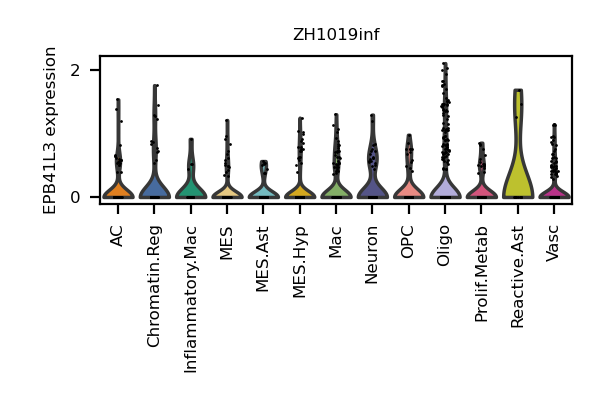 ZH1019inf
EPB41L3 expression
2
0
AC
Chromatin.Reg
Inflammatory.Mac
MES
MES.Ast
MES.Hyp
Mac
Neuron
OPC
Oligo
Prolif.Metab
Reactive.Ast
Vasc